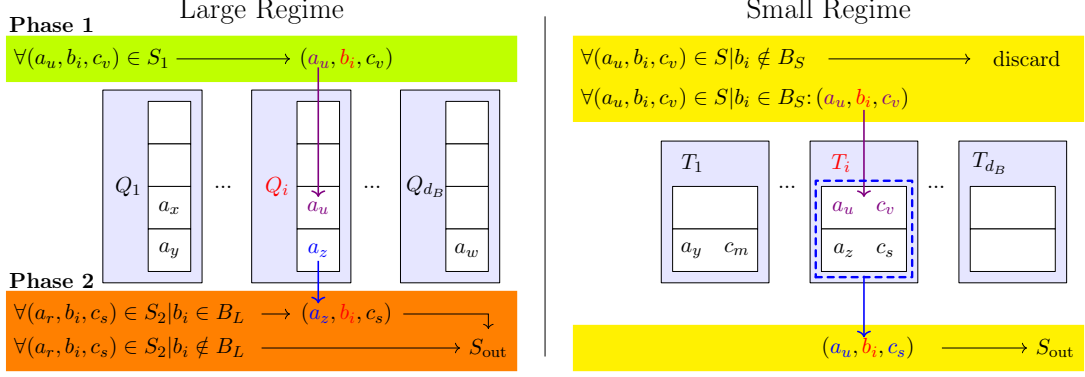 Large Regime
Phase 1
∀(a_u, b_i, c_v) ∈ S_1 (a_u, b_i, c_v)
Q_1 ... Q_i ... Q_{d_B}
a_x a_u
a_y a_z a_w
Phase 2
∀(a_r, b_i, c_s) ∈ S_2|b_i ∈ B_L (a_z, b_i, c_s)
∀(a_r, b_i, c_s) ∈ S_2|b_i ∉ B_L S_out
Small Regime
∀(a_u, b_i, c_v) ∈ S|b_i ∉ B_S discard
∀(a_u, b_i, c_v) ∈ S|b_i ∈ B_S: (a_u, b_i, c_v)
T_1 ... T_i ... T_{d_B}
a_u c_v
a_y c_m a_z c_s
(a_u, b_i, c_s) S_out